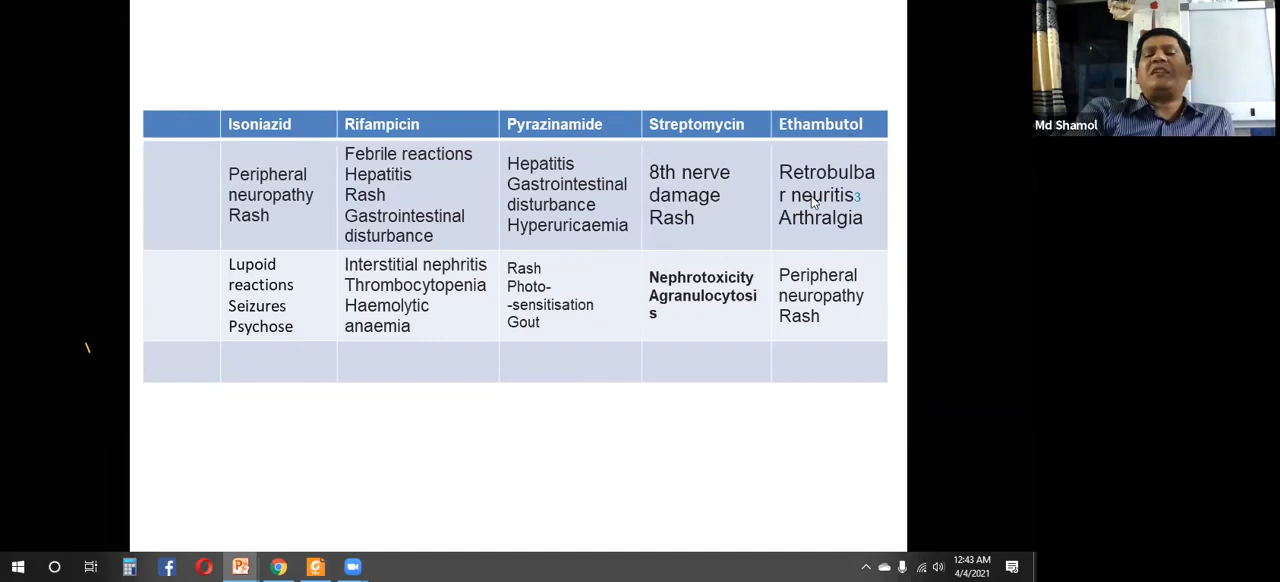 Md Shamol
Isoniazid
Rifampicin
Pyrazinamide
Streptomycin
Ethambutol
Peripheral
neuropathy
Rash
Febrile reactions
Hepatitis
Rash
Gastrointestinal
disturbance
Hepatitis
Gastrointestinal
disturbance
Hyperuricaemia
8th nerve
damage
Rash
Retrobulba
r neuritis3
Arthralgia
Lupoid
reactions
Seizures
Psychose
Interstitial nephritis
Thrombocytopenia
Haemolytic
anaemia
Rash
Photo-
-sensitisation
Gout
Nephrotoxicity
Agranulocytosi
s
Peripheral
neuropathy
Rash
12:43 AM
4/4/2021